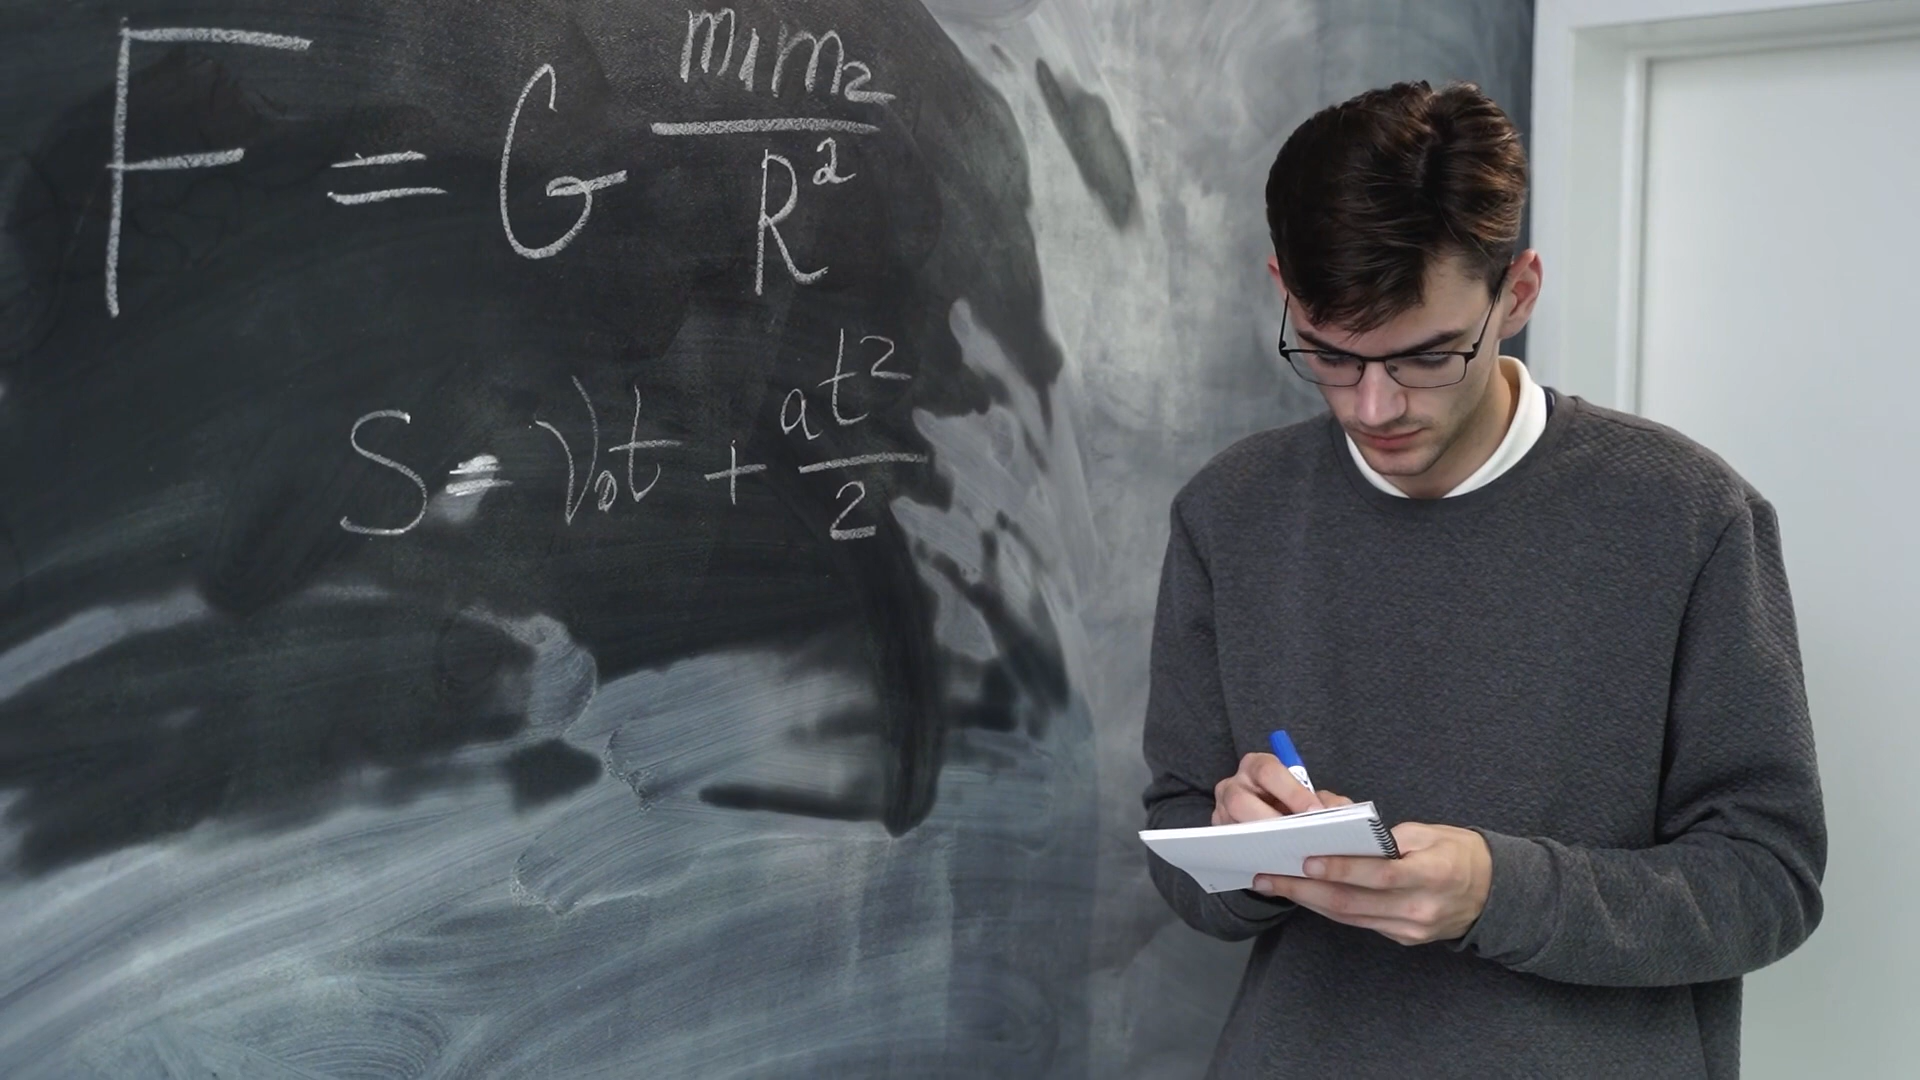 F = G m₁m₂/R²
S = V₀t + at²/2